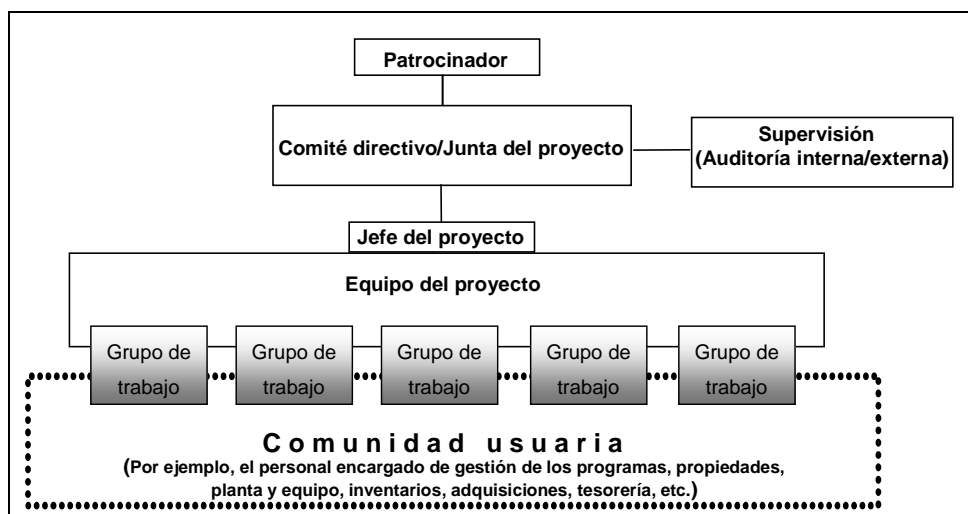 Patrocinador
Comité directivo/Junta del proyecto
Supervisión
(Auditoría interna/externa)
Jefe del proyecto
Equipo del proyecto
Grupo de
trabajo
Grupo de
trabajo
Grupo de
trabajo
Grupo de
trabajo
Grupo de
trabajo
Comunidad usuaria
(Por ejemplo, el personal encargado de gestión de los programas, propiedades,
planta y equipo, inventarios, adquisiciones, tesorería, etc.)